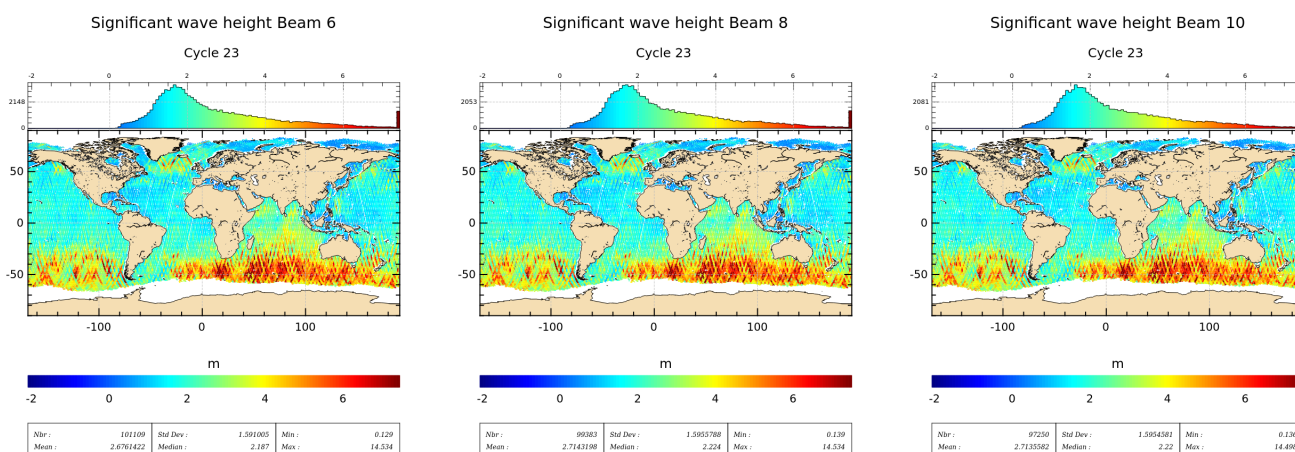 Significant wave height Beam 6
Cycle 23
-2 0 2 4 6
2148
0
50
0
-50
-100 0 100
m
-2 0 2 4 6
Nbr : 101109 Std Dev : 1.591005 Min : 0.129
Mean : 2.6761422 Median : 2.187 Max : 14.534
Significant wave height Beam 8
Cycle 23
-2 0 2 4 6
2053
0
50
0
-50
-100 0 100
m
-2 0 2 4 6
Nbr : 99383 Std Dev : 1.5955788 Min : 0.139
Mean : 2.7143198 Median : 2.224 Max : 14.534
Significant wave height Beam 10
Cycle 23
-2 0 2 4 6
2081
0
50
0
-50
-100 0 100
m
-2 0 2 4 6
Nbr : 97250 Std Dev : 1.5954581 Min :
Mean : 2.7135582 Median : 2.22 Max :